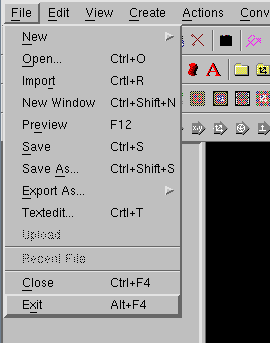 File Edit View Create Actions Conv
New
Open... Ctrl+O
Import Crtl+R
New Window Ctrl+Shift+N
Preview F12
Save Ctrl+S
Save As... Ctrl+Shift+S
Export As...
Textedit... Crtl+T
Upload
Recent File
Close Ctrl+F4
Exit Alt+F4